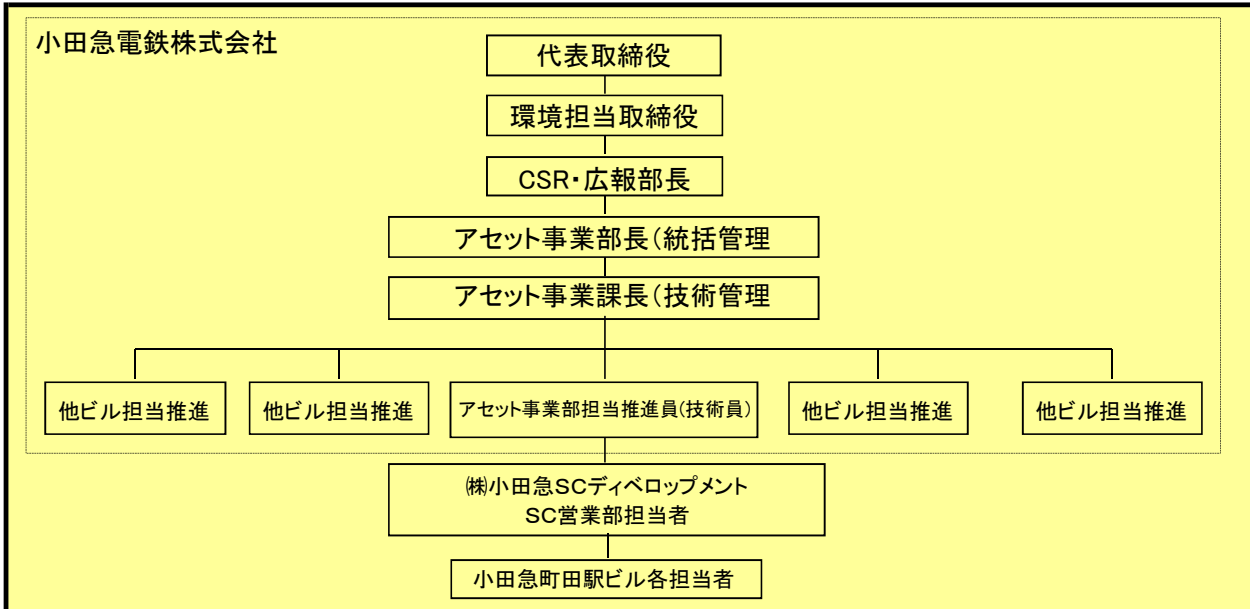 小田急電鉄株式会社
代表取締役
環境担当取締役
CSR・広報部長
アセット事業部長(統括管理
アセット事業課長(技術管理
他ビル担当推進
他ビル担当推進
アセット事業部担当推進員(技術員)
他ビル担当推進
他ビル担当推進
㈱小田急SCディベロップメント
SC営業部担当者
小田急町田駅ビル各担当者